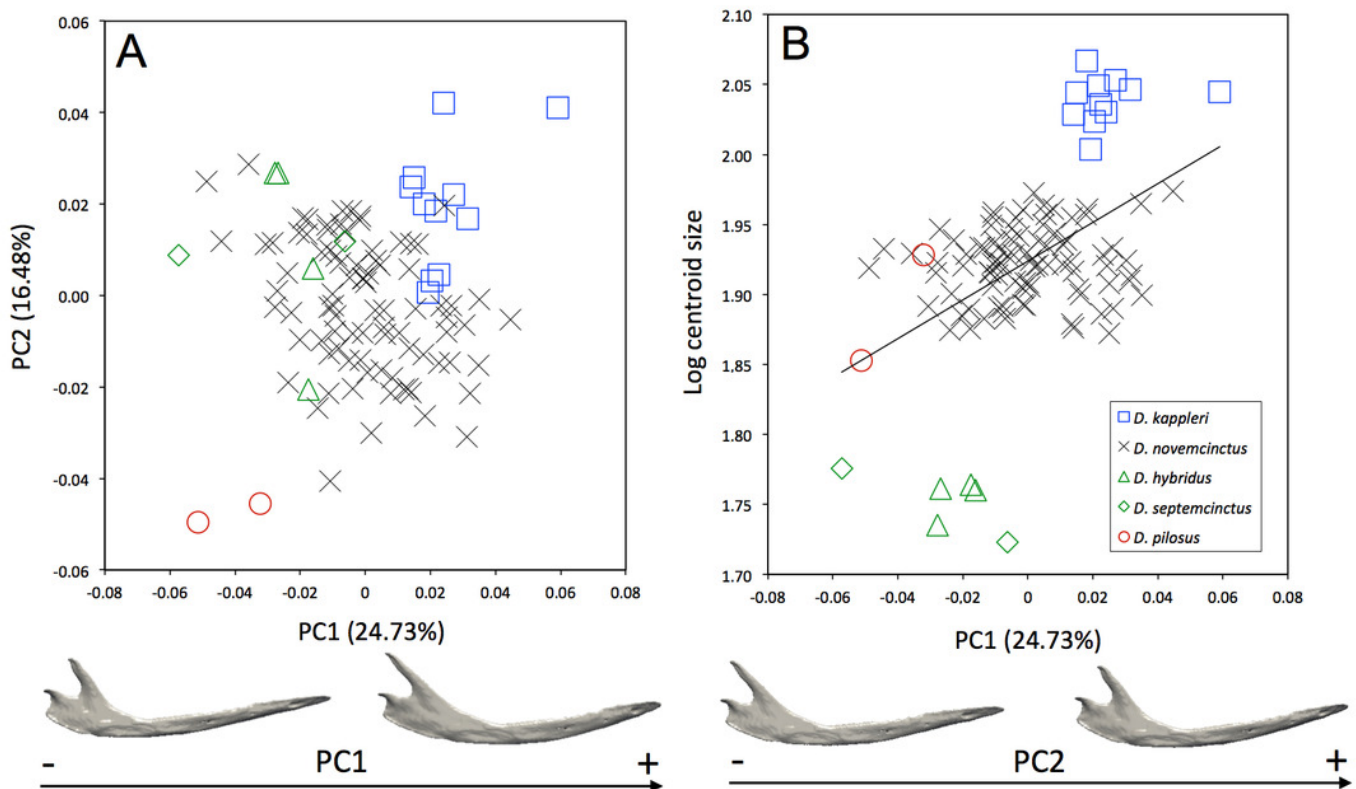 A
0.06
0.04
0.02
0.00
-0.02
-0.04
-0.06
PC2 (16.48%)
-0.08 -0.06 -0.04 -0.02 0 0.02 0.04 0.06 0.08
PC1 (24.73%)
B
2.10
2.05
2.00
1.95
1.90
1.85
1.80
1.75
1.70
Log centroid size
D. kappleri
D. novemcinctus
D. hybridus
D. septemcinctus
D. pilosus
-0.08 -0.06 -0.04 -0.02 0 0.02 0.04 0.06 0.08
PC1 (24.73%)
- PC1 +
- PC2 +